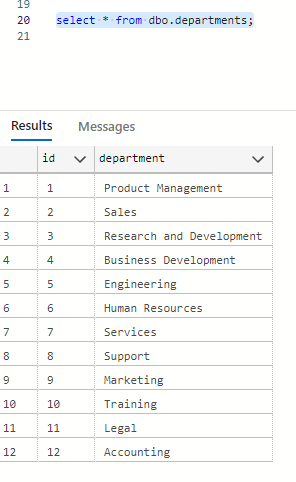 19
20 select * from dbo.departments;
21
Results Messages
id department
1 1 Product Management
2 2 Sales
3 3 Research and Development
4 4 Business Development
5 5 Engineering
6 6 Human Resources
7 7 Services
8 8 Support
9 9 Marketing
10 10 Training
11 11 Legal
12 12 Accounting